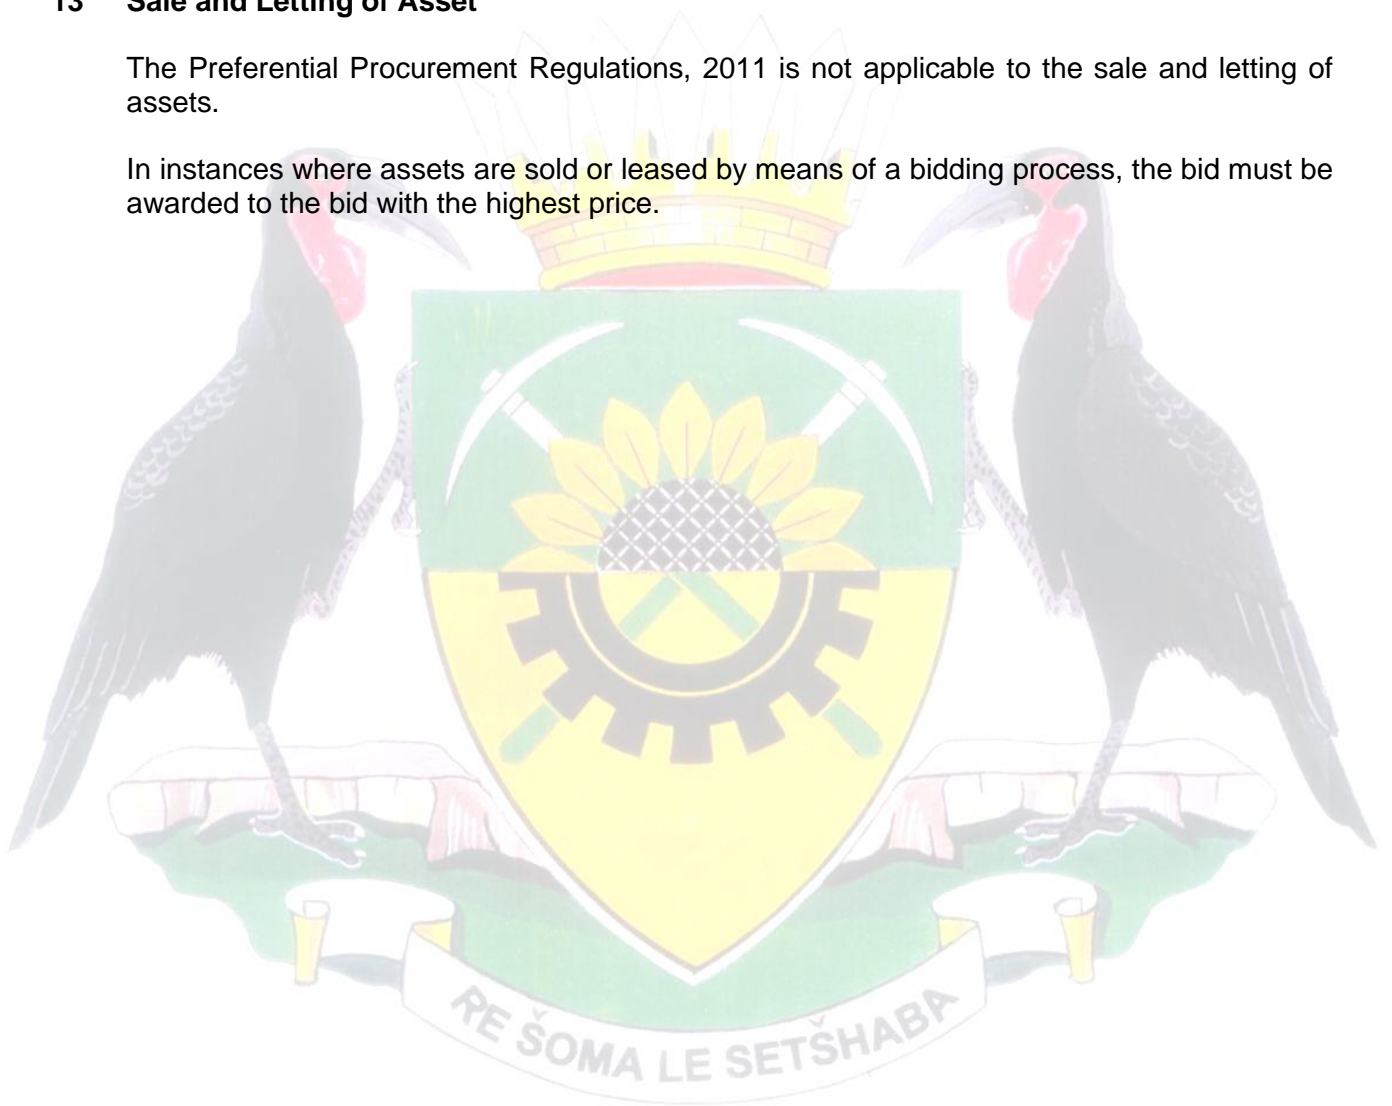 13 Sale and Letting of Asset
The Preferential Procurement Regulations, 2011 is not applicable to the sale and letting of
assets.
In instances where assets are sold or leased by means of a bidding process, the bid must be
awarded to the bid with the highest price.
RE ŠOMA LE SETŠHABA